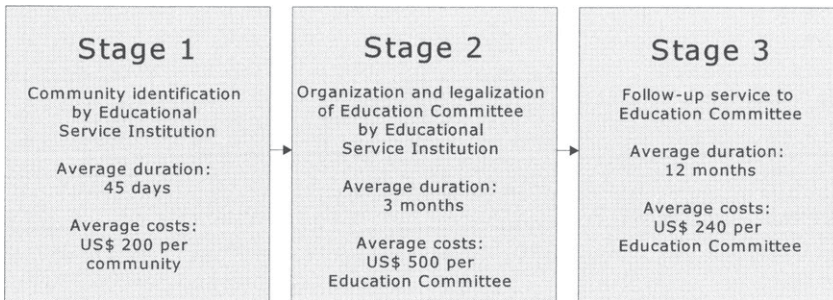 Stage 1
Community identification
by Educational
Service Institution
Average duration:
45 days
Average costs:
US$ 200 per
community
Stage 2
Organization and legalization
of Education Committee
by Educational
Service Institution
Average duration:
3 months
Average costs:
US$ 500 per
Education Committee
Stage 3
Follow-up service to
Education Committee
Average duration:
12 months
Average costs:
US$ 240 per
Education Committee